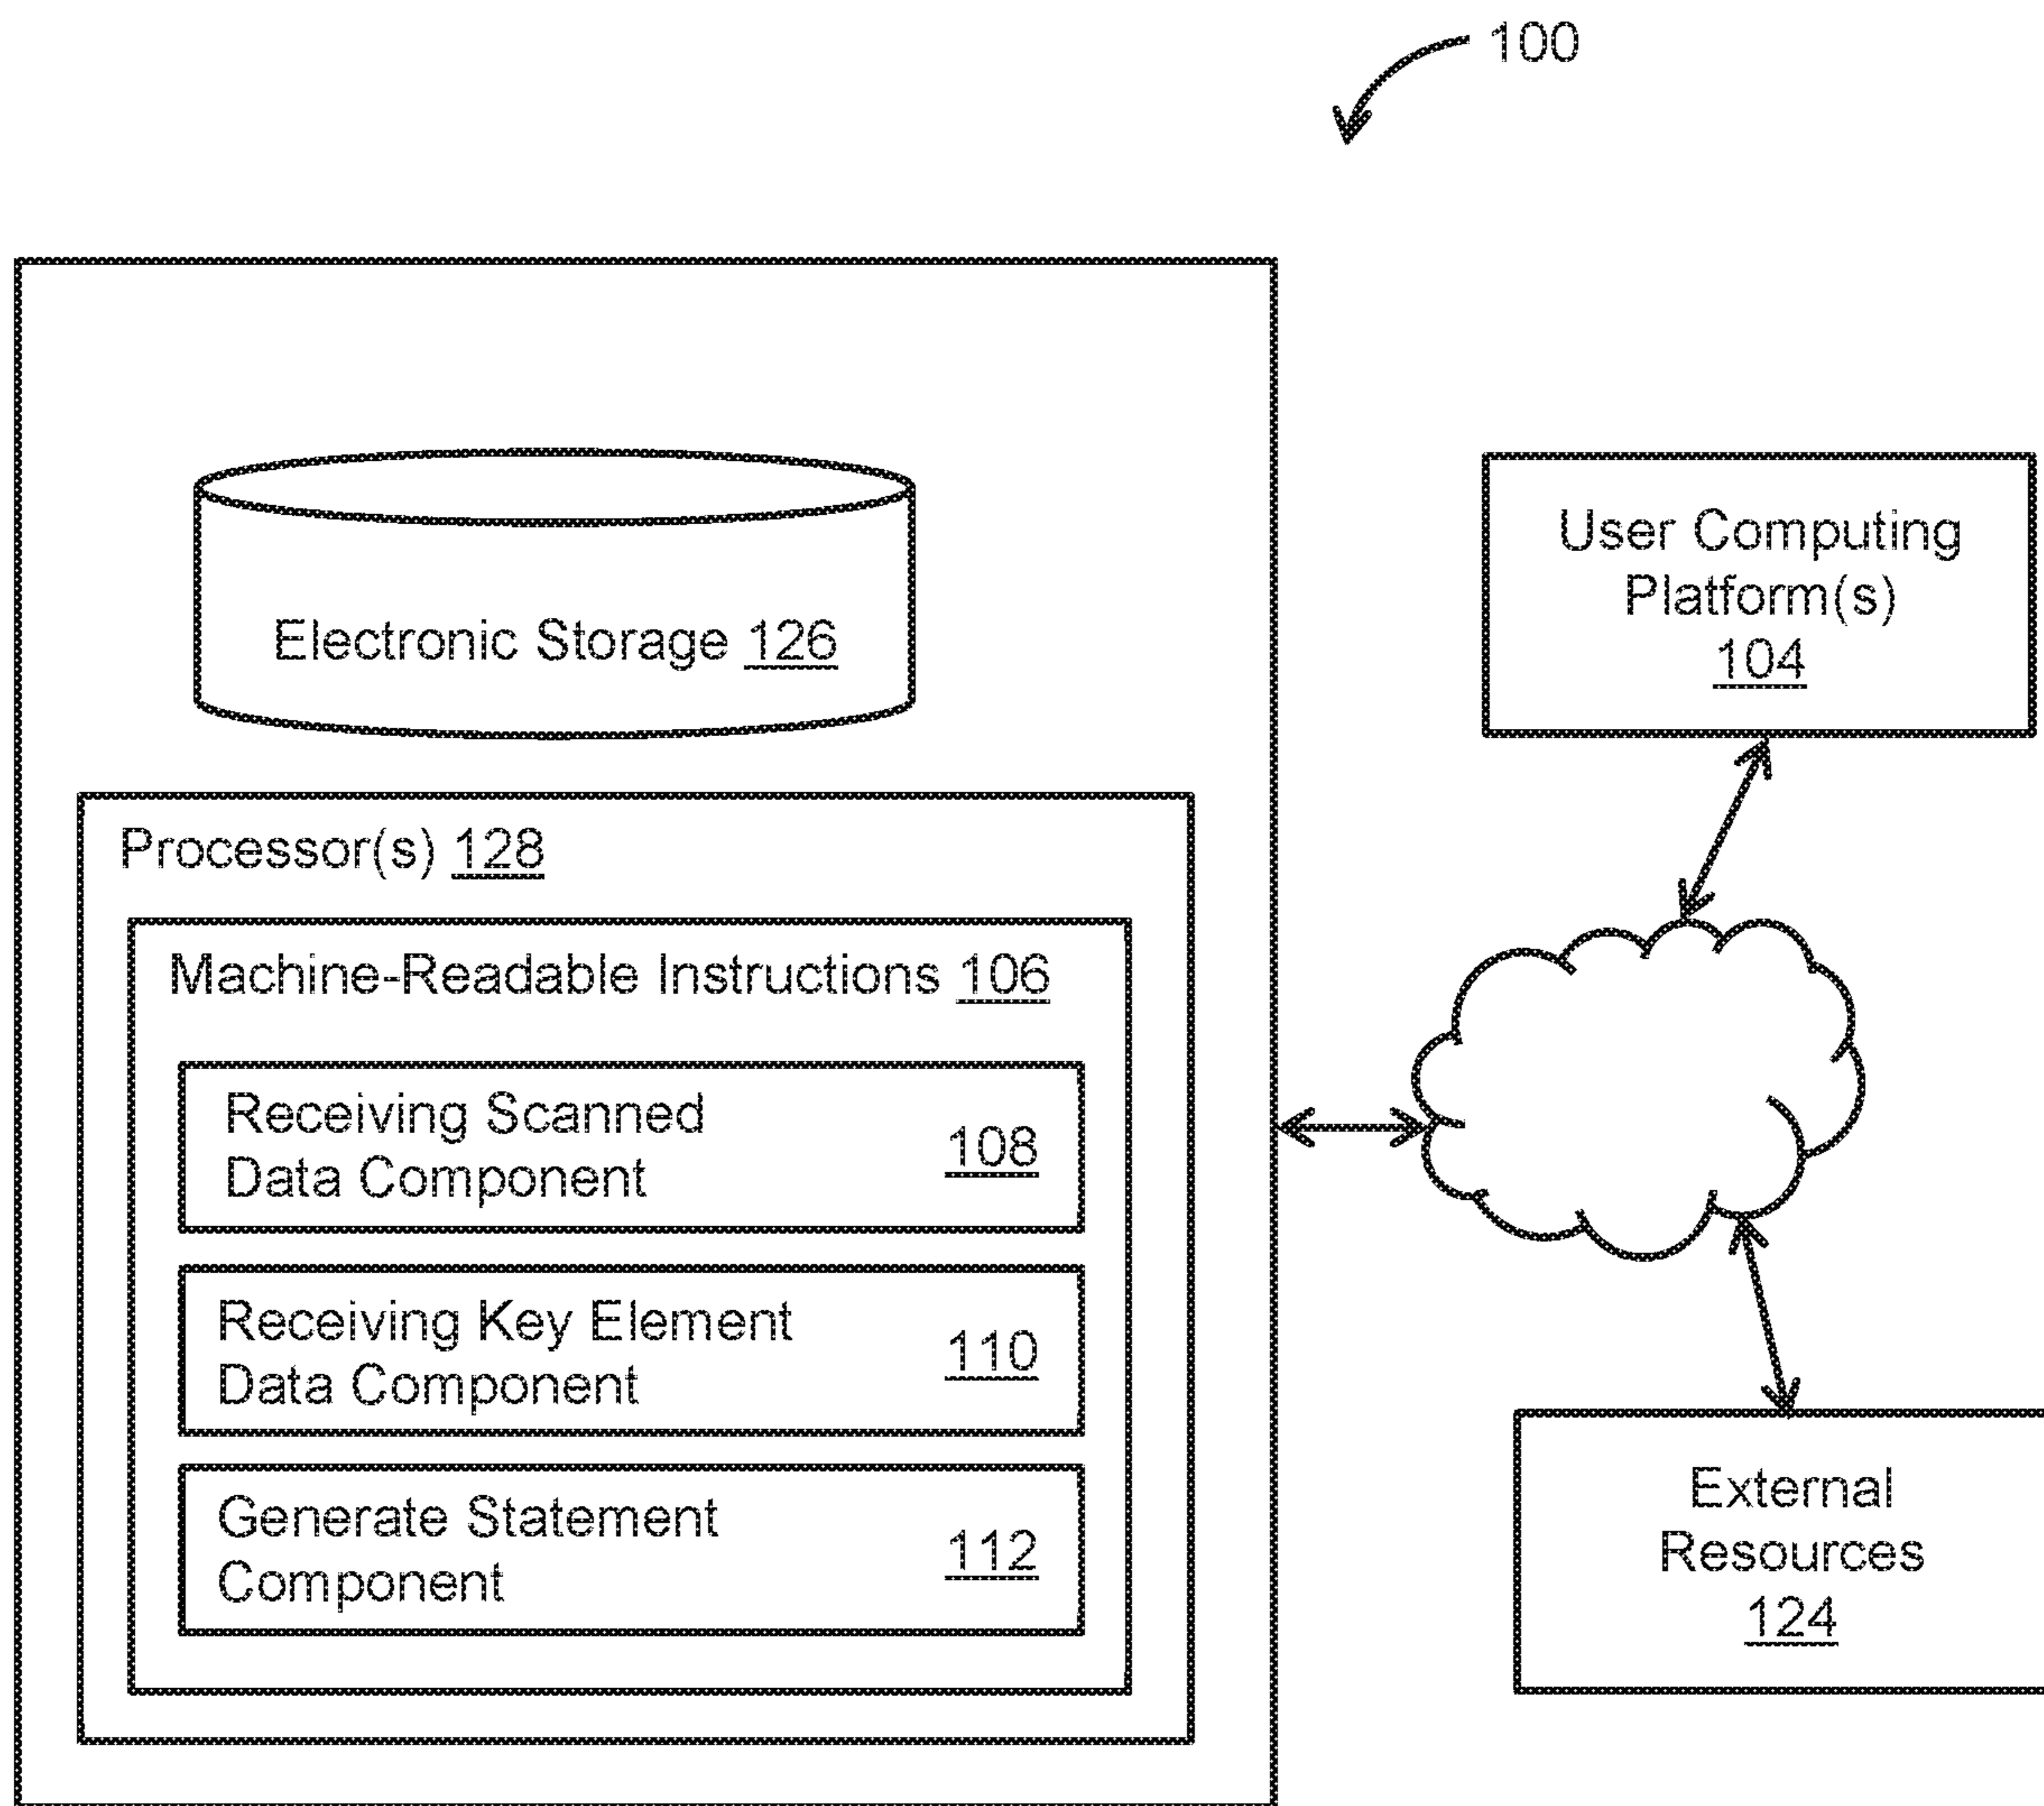 100
Electronic Storage 126
User Computing
Platform(s)
104
Processor(s) 128
Machine-Readable Instructions 106
Receiving Scanned
Data Component
108
Receiving Key Element
Data Component
110
Generate Statement
Component
112
External
Resources
124